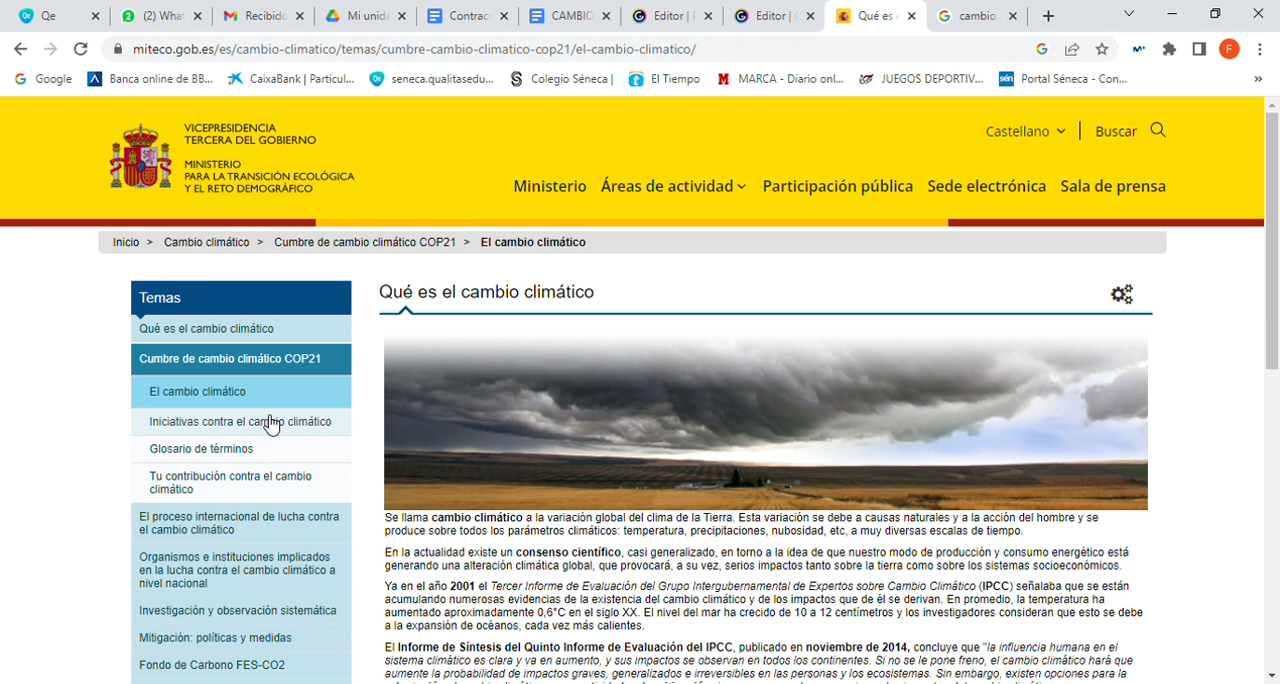 Qe
(2) What
Recibido
Mi unida
Contrac
CAMBIO
Editor |
Editor |
Qué es
cambio
miteco.gob.es/es/cambio-climatico/temas/cumbre-cambio-climatico-cop21/el-cambio-climatico/
F
Google
Banca online de BB...
CaixaBank | Particul...
seneca.qualitasedu...
Colegio Séneca |
El Tiempo
MARCA - Diario onl...
JUEGOS DEPORTIV...
Portal Séneca - Con...
VICEPRESIDENCIA
TERCERA DEL GOBIERNO
MINISTERIO
PARA LA TRANSICIÓN ECOLÓGICA
Y EL RETO DEMOGRÁFICO
Castellano
Buscar
Ministerio
Áreas de actividad
Participación pública
Sede electrónica
Sala de prensa
Inicio > Cambio climático > Cumbre de cambio climático COP21 > El cambio climático
Temas
Qué es el cambio climático
Cumbre de cambio climático COP21
El cambio climático
Iniciativas contra el cambio climático
Glosario de términos
Tu contribución contra el cambio
climático
El proceso internacional de lucha contra
el cambio climático
Organismos e instituciones implicados
en la lucha contra el cambio climático a
nivel nacional
Investigación y observación sistemática
Mitigación: políticas y medidas
Fondo de Carbono FES-CO2
Qué es el cambio climático
Se llama cambio climático a la variación global del clima de la Tierra. Esta variación se debe a causas naturales y a la acción del hombre y se
produce sobre todos los parámetros climáticos: temperatura, precipitaciones, nubosidad, etc, a muy diversas escalas de tiempo.
En la actualidad existe un consenso científico, casi generalizado, en torno a la idea de que nuestro modo de producción y consumo energético está
generando una alteración climática global, que provocará, a su vez, serios impactos tanto sobre la tierra como sobre los sistemas socioeconómicos.
Ya en el año 2001 el Tercer Informe de Evaluación del Grupo Intergubernamental de Expertos sobre Cambio Climático (IPCC) señalaba que se están
acumulando numerosas evidencias de la existencia del cambio climático y de los impactos que de él se derivan. En promedio, la temperatura ha
aumentado aproximadamente 0,6°C en el siglo XX. El nivel del mar ha crecido de 10 a 12 centímetros y los investigadores consideran que esto se debe
a la expansión de océanos, cada vez más calientes.
El Informe de Síntesis del Quinto Informe de Evaluación del IPCC, publicado en noviembre de 2014, concluye que "la influencia humana en el
sistema climático es clara y va en aumento, y sus impactos se observan en todos los continentes. Si no se le pone freno, el cambio climático hará que
aumente la probabilidad de impactos graves, generalizados e irreversibles en las personas y los ecosistemas. Sin embargo, existen opciones para la